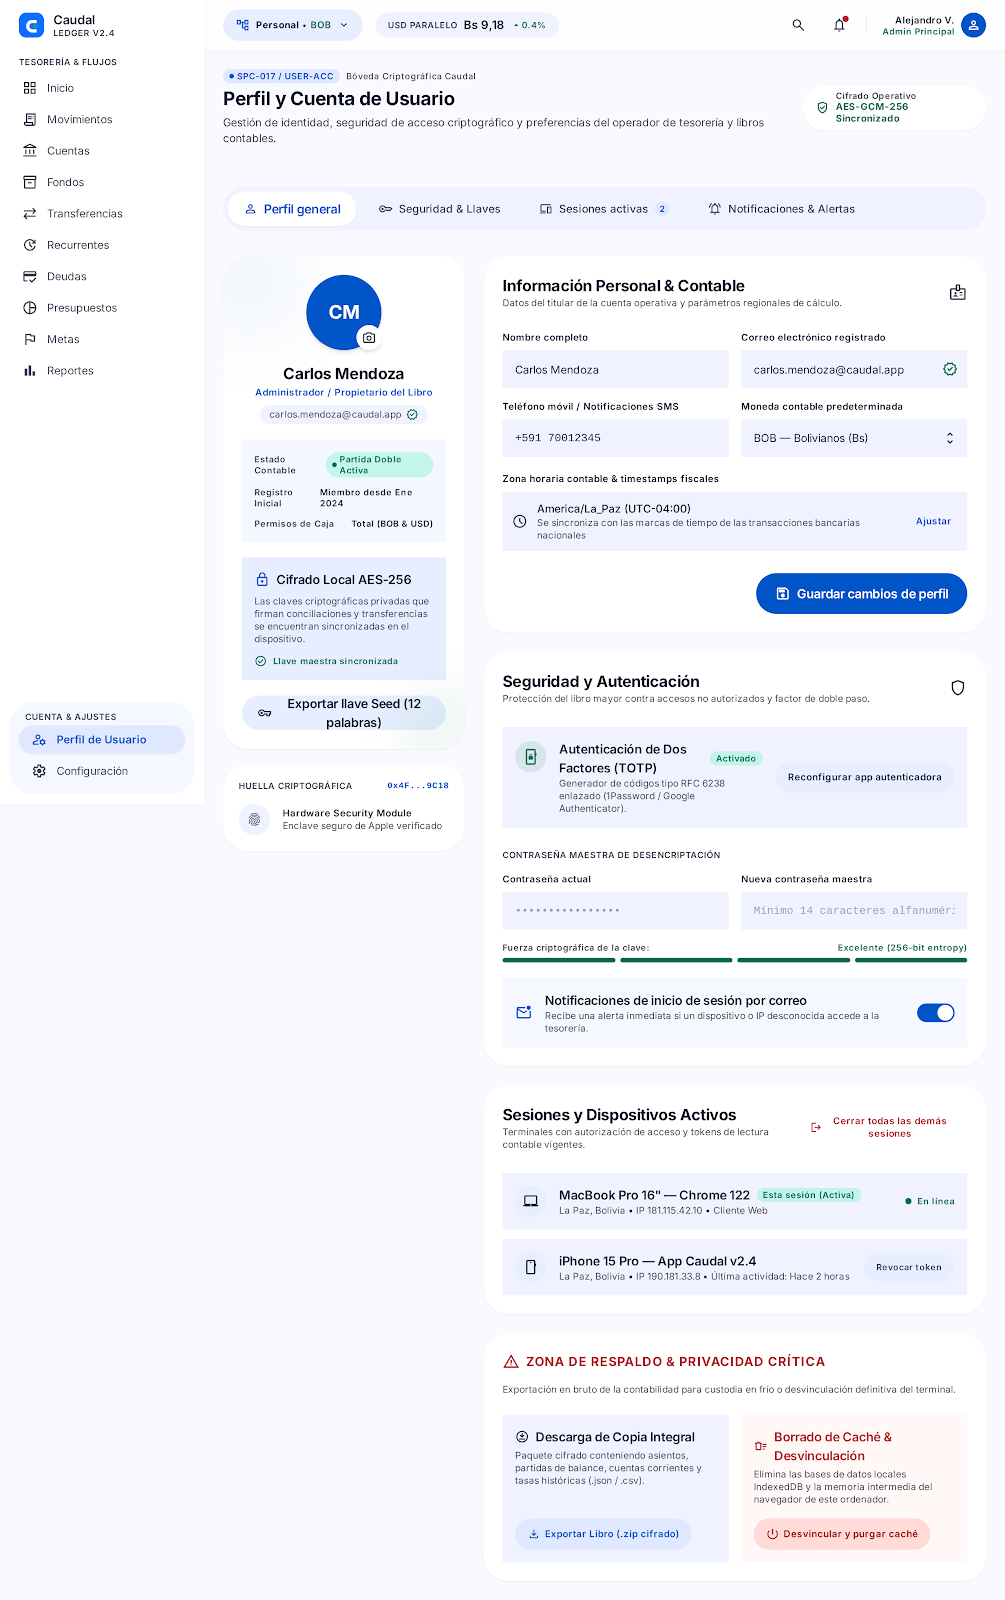 Caudal
LEDGER V2.4
TESORERÍA & FLUJOS
Inicio
Movimientos
Cuentas
Fondos
Transferencias
Recurrentes
Deudas
Presupuestos
Metas
Reportes
CUENTA & AJUSTES
Perfil de Usuario
Configuración
Personal • BOB
USD PARALELO Bs 9,18 0.4%
Alejandro V.
Admin Principal
SPC-017 / USER-ACC Bóveda Criptográfica Caudal
Perfil y Cuenta de Usuario
Gestión de identidad, seguridad de acceso criptográfico y preferencias del operador de tesorería y libros
contables.
Cifrado Operativo
AES-GCM-256
Sincronizado
Perfil general
Seguridad & Llaves
Sesiones activas 2
Notificaciones & Alertas
CM
Carlos Mendoza
Administrador / Propietario del Libro
carlos.mendoza@caudal.app
Estado
Contable
Partida Doble
Activa
Registro
Inicial
Miembro desde Ene
2024
Permisos de Caja Total (BOB & USD)
Cifrado Local AES-256
Las claves criptográficas privadas que
firman conciliaciones y transferencias
se encuentran sincronizadas en el
dispositivo.
Llave maestra sincronizada
Exportar llave Seed (12
palabras)
HUELLA CRIPTOGRÁFICA 0x4F...9C18
Hardware Security Module
Enclave seguro de Apple verificado
Información Personal & Contable
Datos del titular de la cuenta operativa y parámetros regionales de cálculo.
Nombre completo
Carlos Mendoza
Correo electrónico registrado
carlos.mendoza@caudal.app
Teléfono móvil / Notificaciones SMS
+591 70012345
Moneda contable predeterminada
BOB — Bolivianos (Bs)
Zona horaria contable & timestamps fiscales
America/La_Paz (UTC-04:00)
Se sincroniza con las marcas de tiempo de las transacciones bancarias
nacionales
Ajustar
Guardar cambios de perfil
Seguridad y Autenticación
Protección del libro mayor contra accesos no autorizados y factor de doble paso.
Autenticación de Dos
Factores (TOTP)
Activado
Generador de códigos tipo RFC 6238
enlazado (1Password / Google
Authenticator).
Reconfigurar app autenticadora
CONTRASEÑA MAESTRA DE DESENCRIPTACIÓN
Contraseña actual
••••••••••••••••
Nueva contraseña maestra
Mínimo 14 caracteres alfanuméri
Fuerza criptográfica de la clave: Excelente (256-bit entropy)
Notificaciones de inicio de sesión por correo
Recibe una alerta inmediata si un dispositivo o IP desconocida accede a la
tesorería.
Sesiones y Dispositivos Activos
Terminales con autorización de acceso y tokens de lectura
contable vigentes.
Cerrar todas las demás
sesiones
MacBook Pro 16" — Chrome 122 Esta sesión (Activa)
La Paz, Bolivia • IP 181.115.42.10 • Cliente Web
En línea
iPhone 15 Pro — App Caudal v2.4
La Paz, Bolivia • IP 190.181.33.8 • Última actividad: Hace 2 horas
Revocar token
ZONA DE RESPALDO & PRIVACIDAD CRÍTICA
Exportación en bruto de la contabilidad para custodia en frío o desvinculación definitiva del terminal.
Descarga de Copia Integral
Paquete cifrado conteniendo asientos,
partidas de balance, cuentas corrientes y
tasas históricas (.json / .csv).
Exportar Libro (.zip cifrado)
Borrado de Caché &
Desvinculación
Elimina las bases de datos locales
IndexedDB y la memoria intermedia del
navegador de este ordenador.
Desvincular y purgar caché